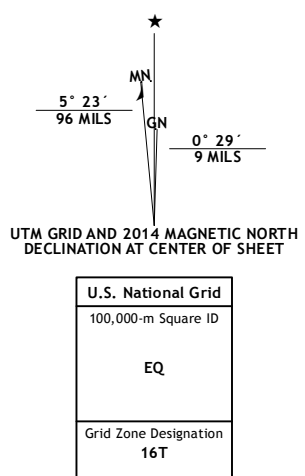 ★
MN
5° 23´
96 MILS
GN
0° 29´
9 MILS
UTM GRID AND 2014 MAGNETIC NORTH
DECLINATION AT CENTER OF SHEET
U.S. National Grid
100,000-m Square ID
EQ
Grid Zone Designation
16T